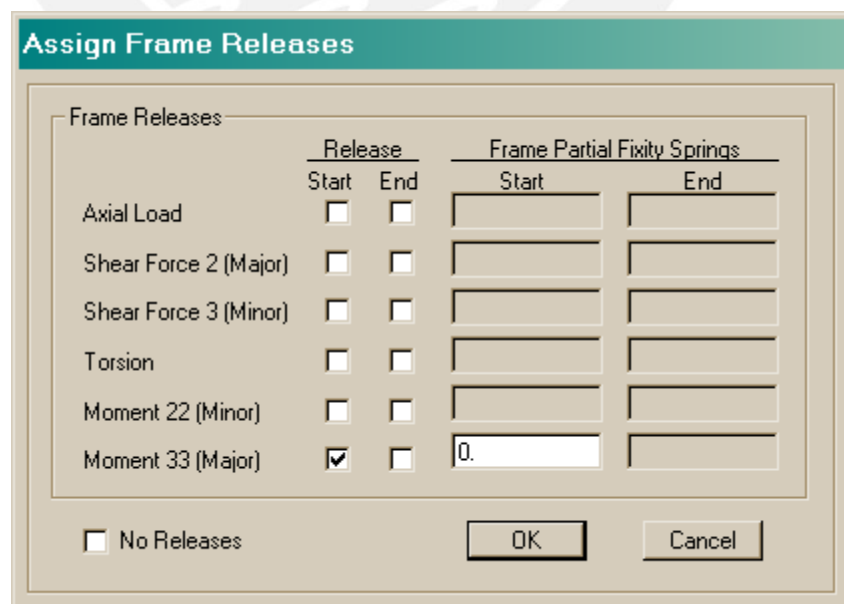 Assign Frame Releases
Frame Releases
Release Frame Partial Fixity Springs
Start End Start End
Axial Load
Shear Force 2 (Major)
Shear Force 3 (Minor)
Torsion
Moment 22 (Minor)
Moment 33 (Major) 0.
No Releases OK Cancel